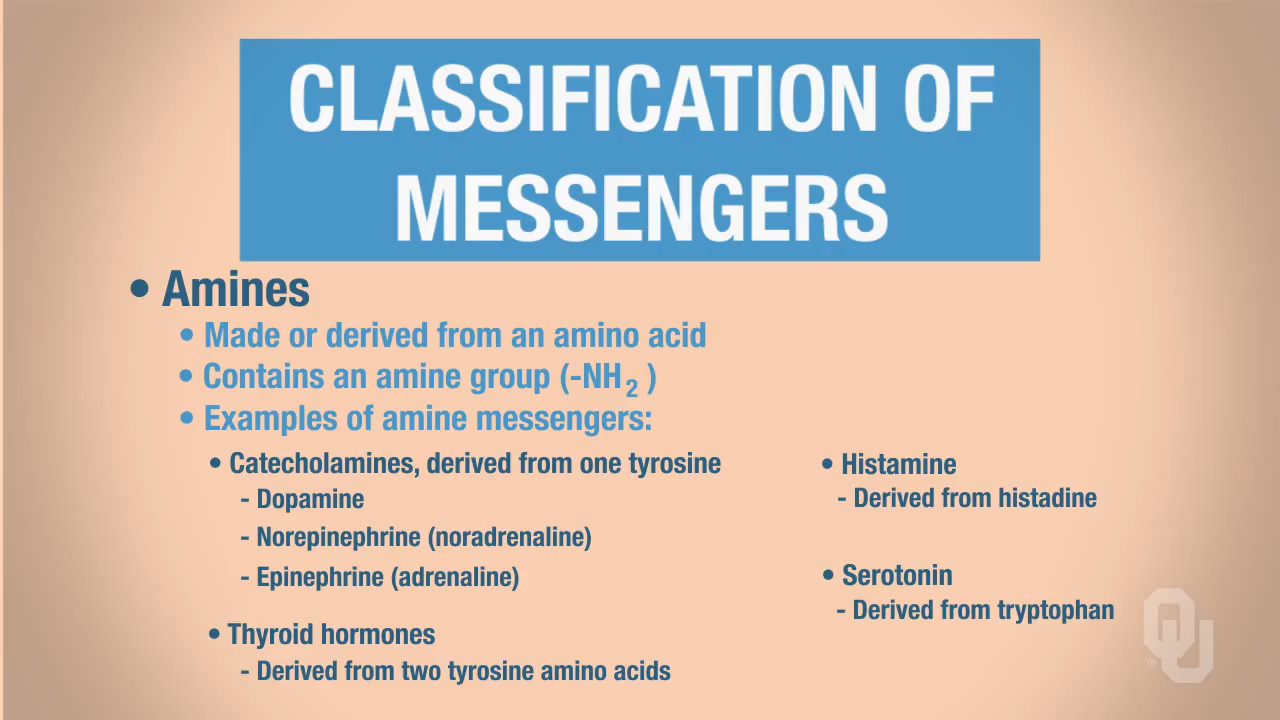 CLASSIFICATION OF
MESSENGERS
• Amines
• Made or derived from an amino acid
• Contains an amine group (-NH₂ )
• Examples of amine messengers:
• Catecholamines, derived from one tyrosine
- Dopamine
- Norepinephrine (noradrenaline)
- Epinephrine (adrenaline)
• Thyroid hormones
- Derived from two tyrosine amino acids
• Histamine
- Derived from histadine
• Serotonin
- Derived from tryptophan
OU